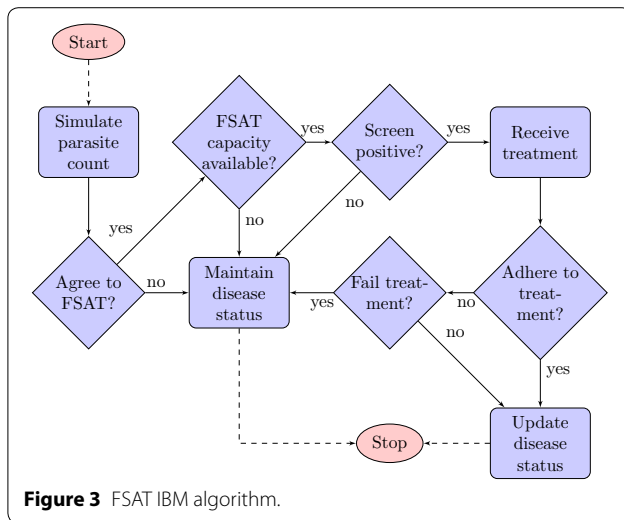 Start
Simulate
parasite
count
FSAT
capacity
available?
yes
Screen
positive?
yes
Receive
treatment
yes
no
no
Agree to
FSAT?
no
Maintain
disease
status
yes
Fail treat-
ment?
no
Adhere to
treat-
ment?
no
yes
Stop
Update
disease
status
Figure 3 FSAT IBM algorithm.